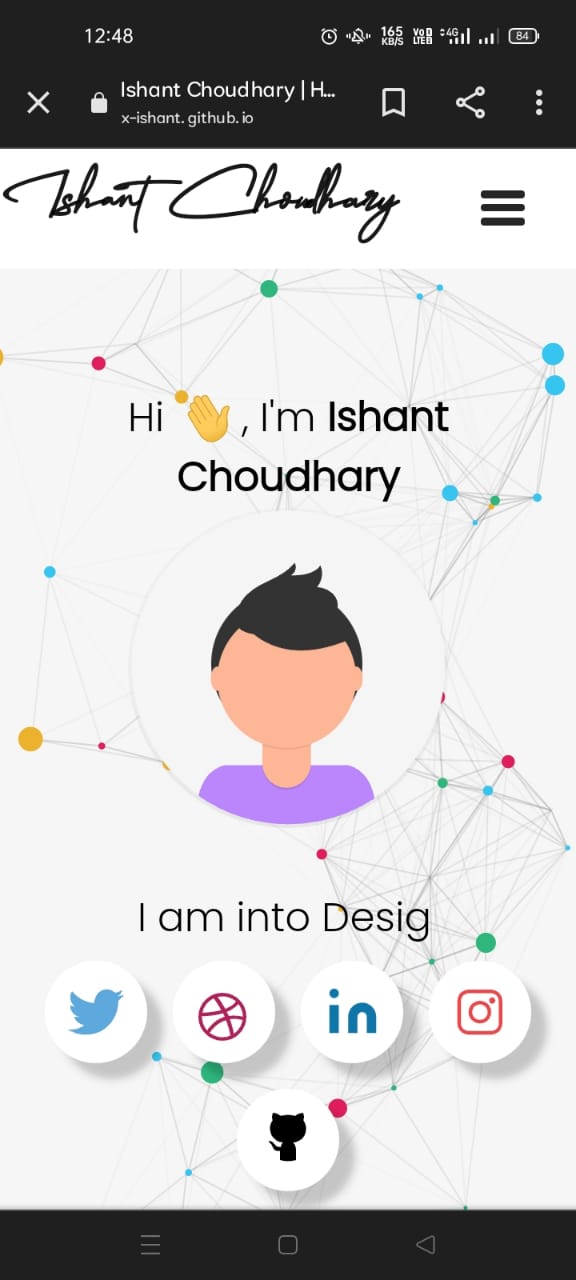 12:48
165
KB/S
Vo))
LTE
4G
84
Ishant Choudhary | H...
x-ishant.github.io
Ishant Choudhary
Hi 👋, I'm Ishant
Choudhary
I am into Desig
in